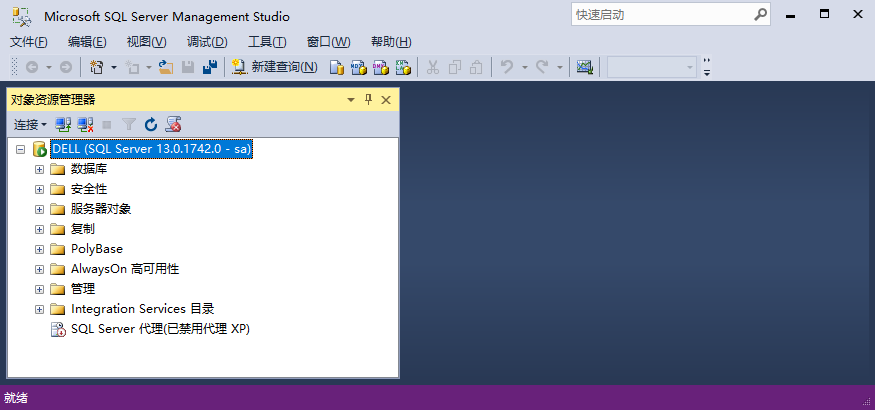 Microsoft SQL Server Management Studio
快速启动
文件(F) 编辑(E) 视图(V) 调试(D) 工具(T) 窗口(W) 帮助(H)
新建查询(N)
对象资源管理器
连接
DELL (SQL Server 13.0.1742.0 - sa)
数据库
安全性
服务器对象
复制
PolyBase
AlwaysOn 高可用性
管理
Integration Services 目录
SQL Server 代理(已禁用代理 XP)
就绪